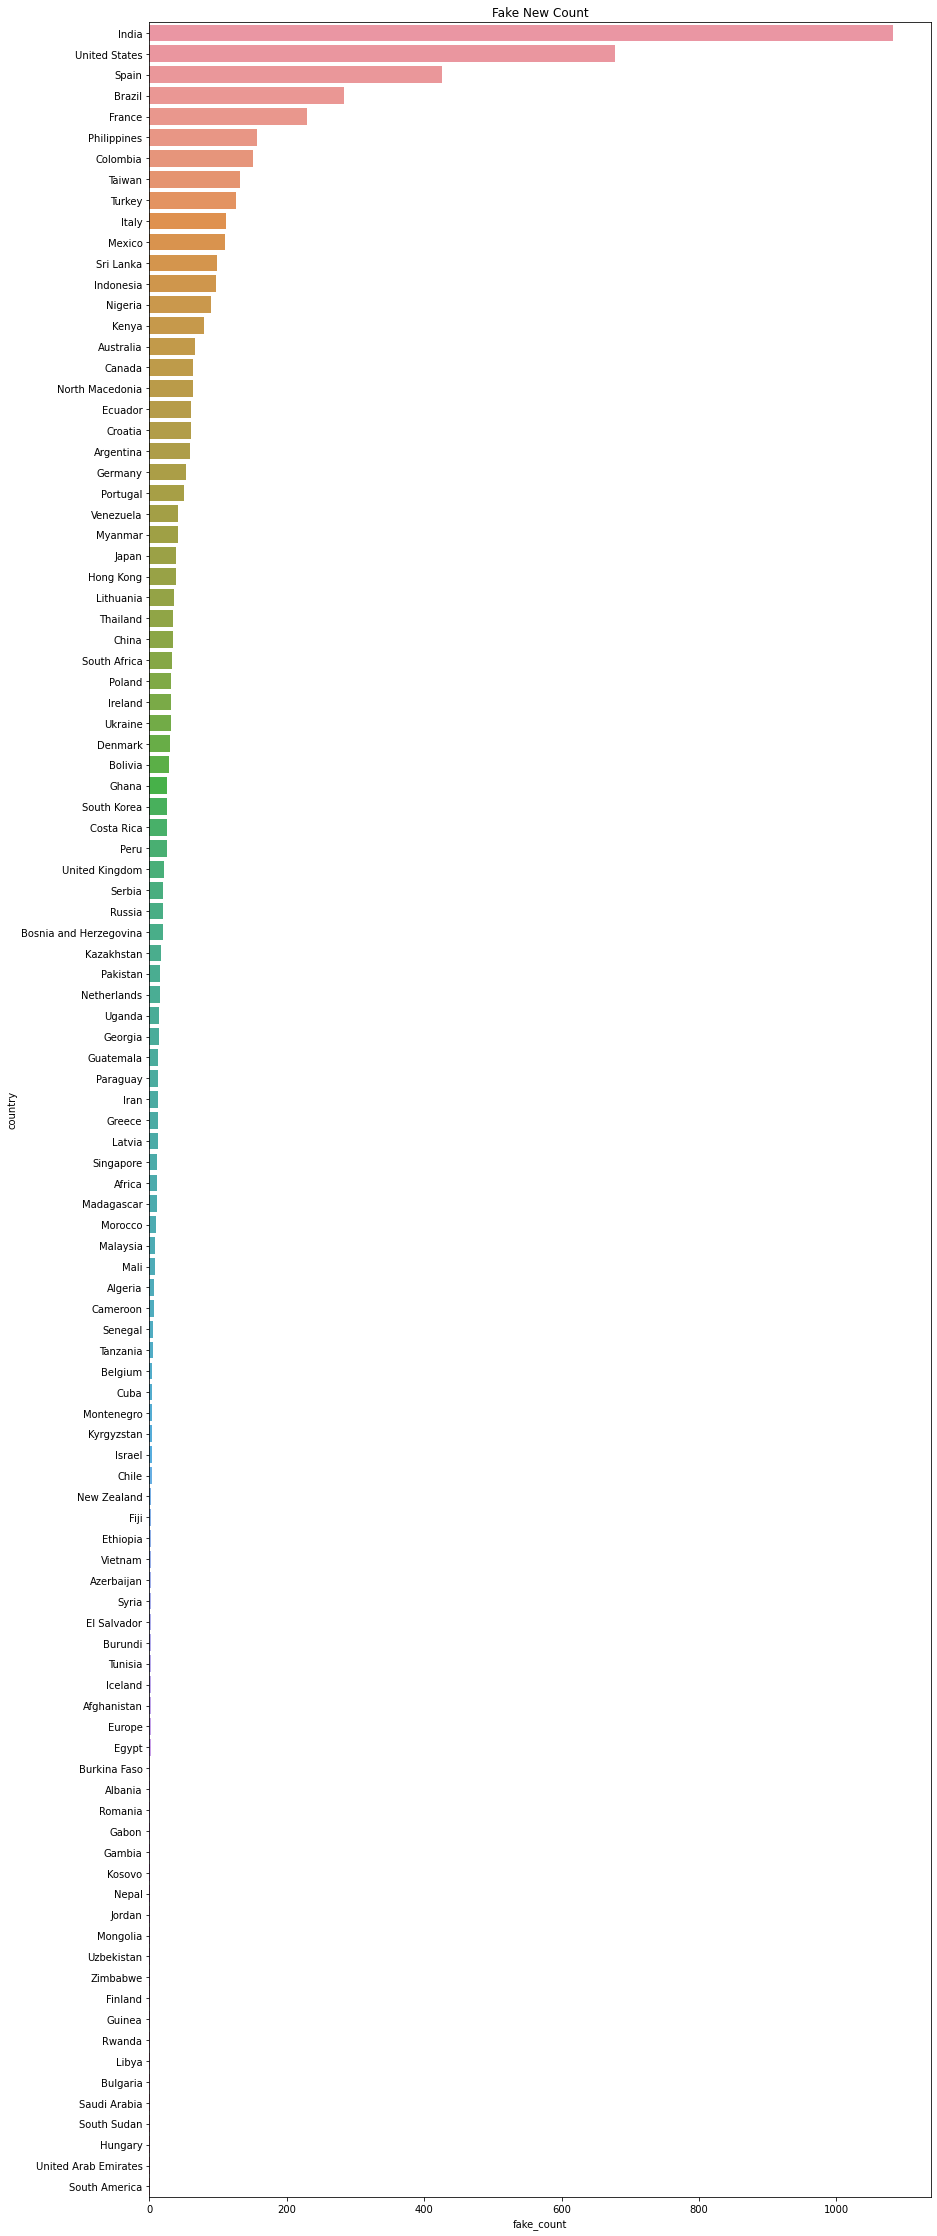 Fake New Count
India
United States
Spain
Brazil
France
Philippines
Colombia
Taiwan
Turkey
Italy
Mexico
Sri Lanka
Indonesia
Nigeria
Kenya
Australia
Canada
North Macedonia
Ecuador
Croatia
Argentina
Germany
Portugal
Venezuela
Myanmar
Japan
Hong Kong
Lithuania
Thailand
China
South Africa
Poland
Ireland
Ukraine
Denmark
Bolivia
Ghana
South Korea
Costa Rica
Peru
United Kingdom
Serbia
Russia
Bosnia and Herzegovina
Kazakhstan
Pakistan
Netherlands
Uganda
Georgia
Guatemala
Paraguay
Iran
Greece
Latvia
Singapore
Africa
Madagascar
Morocco
Malaysia
Mali
Algeria
Cameroon
Senegal
Tanzania
Belgium
Cuba
Montenegro
Kyrgyzstan
Israel
Chile
New Zealand
Fiji
Ethiopia
Vietnam
Azerbaijan
Syria
El Salvador
Burundi
Tunisia
Iceland
Afghanistan
Europe
Egypt
Burkina Faso
Albania
Romania
Gabon
Gambia
Kosovo
Nepal
Jordan
Mongolia
Uzbekistan
Zimbabwe
Finland
Guinea
Rwanda
Libya
Bulgaria
Saudi Arabia
South Sudan
Hungary
United Arab Emirates
South America
country
0 200 400 600 800 1000
fake_count